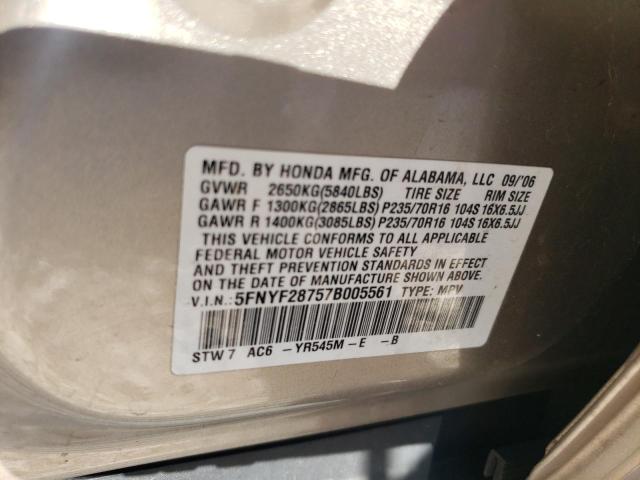 MFD. BY HONDA MFG. OF ALABAMA, LLC 09/'06
GVWR 2650KG(5840LBS) TIRE SIZE RIM SIZE
GAWR F 1300KG(2865LBS) P235/70R16 104S 16X6.5JJ
GAWR R 1400KG(3085LBS) P235/70R16 104S 16X6.5JJ
THIS VEHICLE CONFORMS TO ALL APPLICABLE
FEDERAL MOTOR VEHICLE SAFETY
AND THEFT PREVENTION STANDARDS IN EFFECT
ON THE DATE OF MANUFACTURE SHOWN ABOVE.
V.I.N.: 5FNYF28757B005561 TYPE: MPV
STW7 AC6 -YR545M-E -B